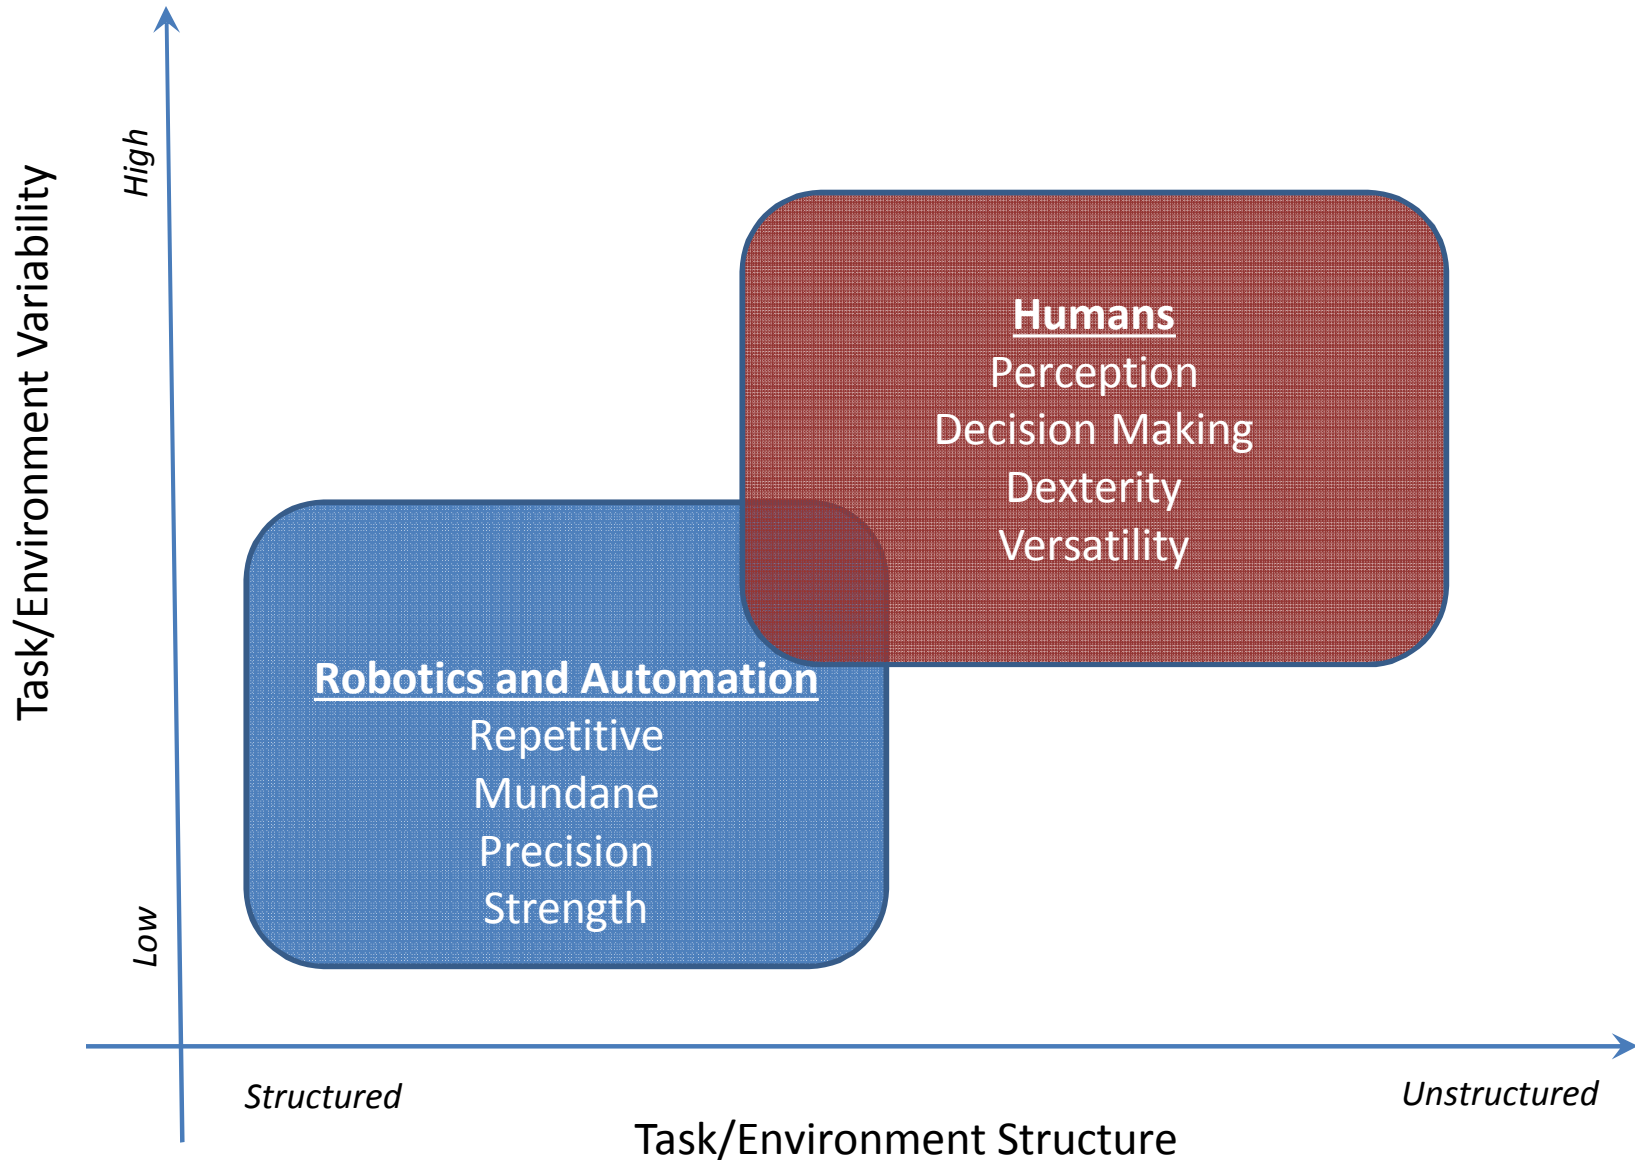 Task/Environment Variability
High
Low
Humans
Perception
Decision Making
Dexterity
Versatility
Robotics and Automation
Repetitive
Mundane
Precision
Strength
Structured
Unstructured
Task/Environment Structure